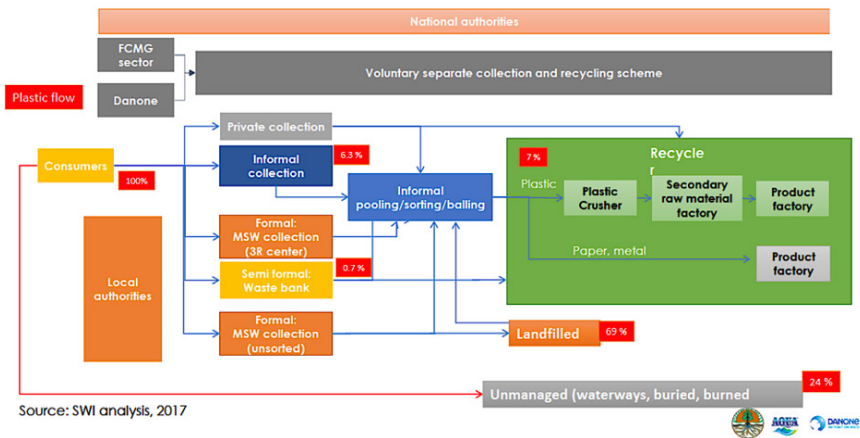 National authorities
FCMG
sector
Voluntary separate collection and recycling scheme
Plastic flow
Danone
Private collection
Consumers
100%
Informal
collection
6.3 %
7 %
Recycle
r
Informal
pooling/sorting/balling
Plastic
Plastic
Crusher
Secondary
raw material
factory
Product
factory
Formal:
MSW collection
(3R center)
Paper, metal
Product
factory
Semi formal:
Waste bank
0.7 %
Local
authorities
Formal:
MSW collection
(unsorted)
Landfilled
69 %
Unmanaged (waterways, buried, burned
24 %
Source: SWI analysis, 2017
AQUA
DANONE